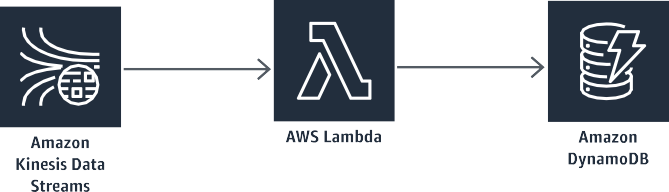 Amazon
Kinesis Data
Streams
AWS Lambda
Amazon
DynamoDB